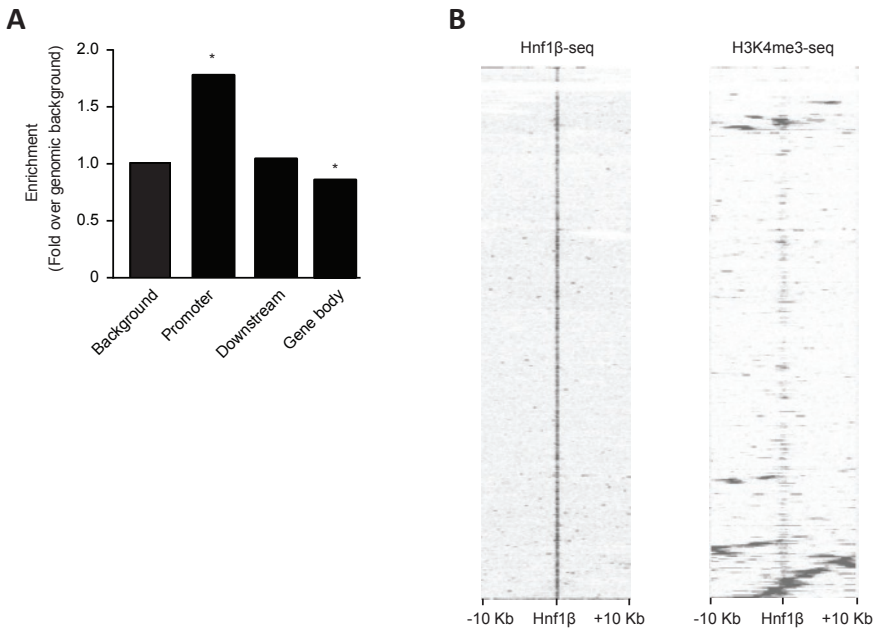 A
Enrichment
(Fold over genomic background)
2.0
1.5
1.0
0.5
0
*
*
Background
Promoter
Downstream
Gene body
B
Hnf1β-seq
H3K4me3-seq
-10 Kb Hnf1β +10 Kb
-10 Kb Hnf1β +10 Kb